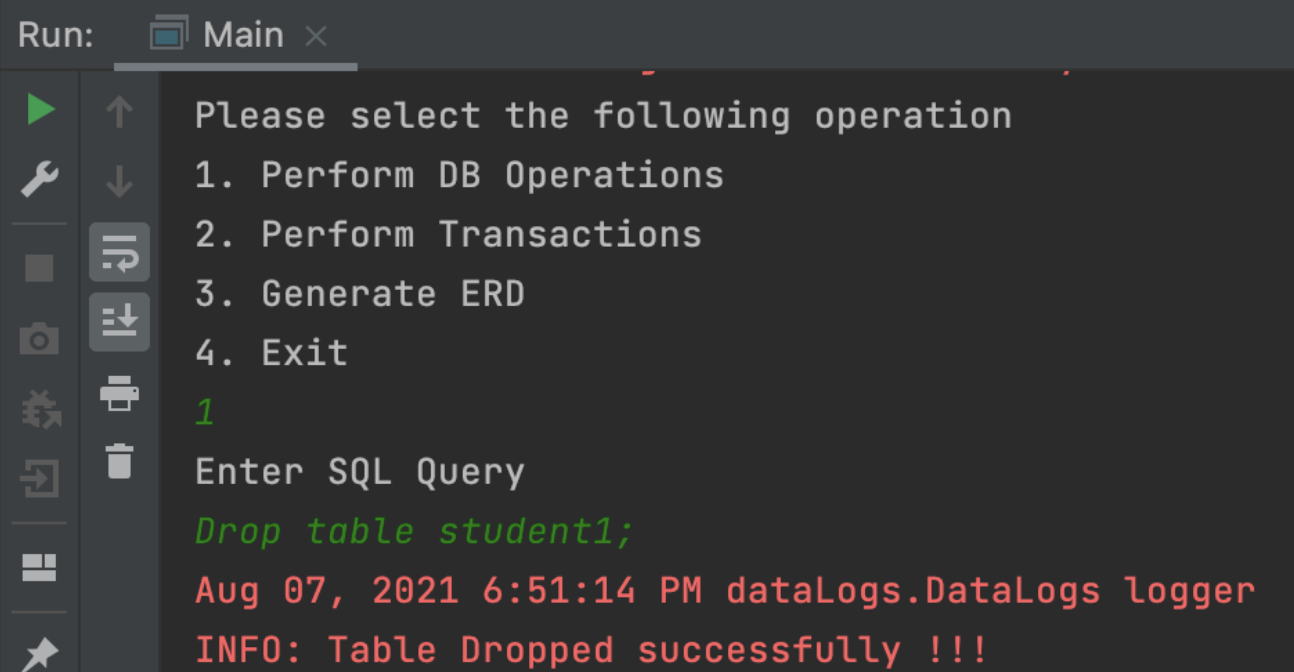 Run: Main
Please select the following operation
1. Perform DB Operations
2. Perform Transactions
3. Generate ERD
4. Exit
1
Enter SQL Query
Drop table student1;
Aug 07, 2021 6:51:14 PM dataLogs.DataLogs logger
INFO: Table Dropped successfully !!!